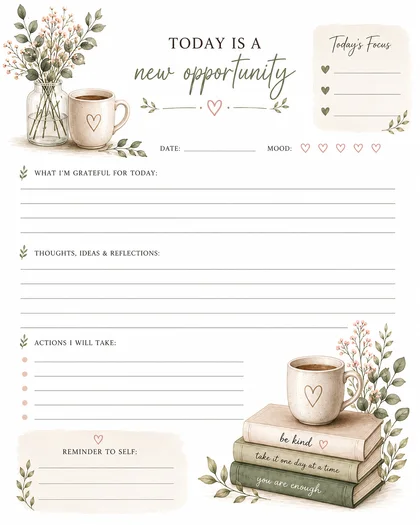 TODAY IS A
new opportunity
Today's Focus
DATE:
MOOD:
WHAT I'M GRATEFUL FOR TODAY:
THOUGHTS, IDEAS & REFLECTIONS:
ACTIONS I WILL TAKE:
REMINDER TO SELF:
be kind
take it one day at a time
you are enough